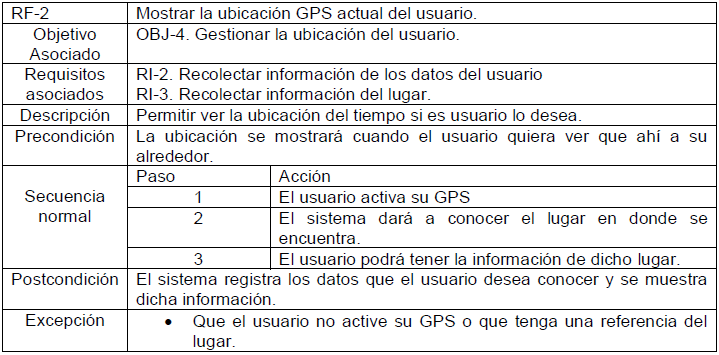 RF-2 Mostrar la ubicación GPS actual del usuario.
Objetivo Asociado OBJ-4. Gestionar la ubicación del usuario.
Requisitos asociados RI-2. Recolectar información de los datos del usuario
RI-3. Recolectar información del lugar.
Descripción Permitir ver la ubicación del tiempo si es usuario lo desea.
Precondición La ubicación se mostrará cuando el usuario quiera ver que ahí a su
alrededor.
Secuencia normal Paso Acción
1 El usuario activa su GPS
2 El sistema dará a conocer el lugar en donde se
encuentra.
3 El usuario podrá tener la información de dicho lugar.
Postcondición El sistema registra los datos que el usuario desea conocer y se muestra
dicha información.
Excepción • Que el usuario no active su GPS o que tenga una referencia del
lugar.